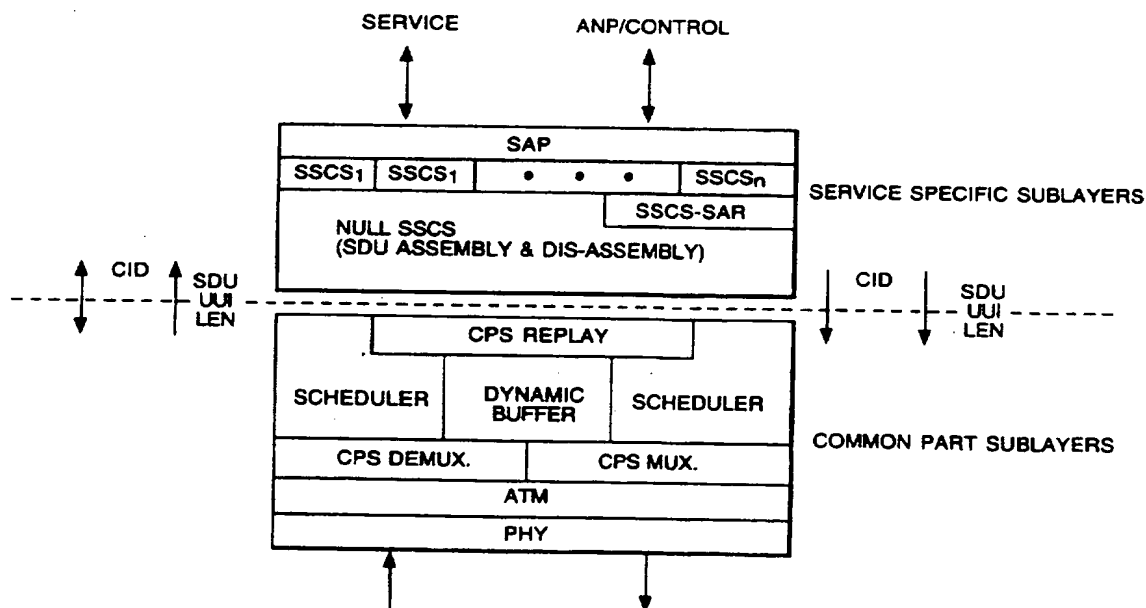 SERVICE
ANP/CONTROL
SAP
SSCS1
SSCS1
• • •
SSCSn
SERVICE SPECIFIC SUBLAYERS
SSCS-SAR
NULL SSCS
(SDU ASSEMBLY & DIS-ASSEMBLY)
CID
SDU
UUI
LEN
CID
SDU
UUI
LEN
CPS REPLAY
SCHEDULER
DYNAMIC
BUFFER
SCHEDULER
COMMON PART SUBLAYERS
CPS DEMUX.
CPS MUX.
ATM
PHY